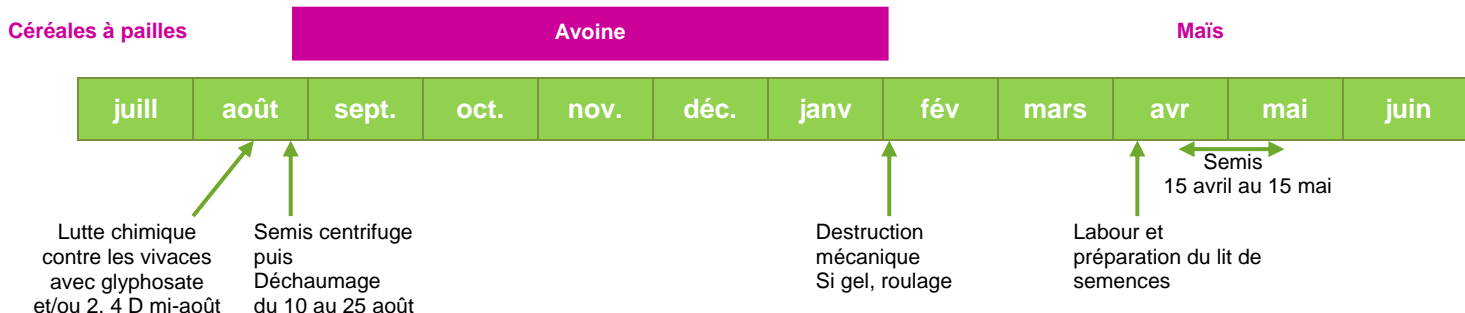 Céréales à pailles
Avoine
Maïs
juill août sept. oct. nov. déc. janv fév mars avr mai juin
Semis
15 avril au 15 mai
Lutte chimique
contre les vivaces
avec glyphosate
et/ou 2, 4 D mi-août
Semis centrifuge
puis
Déchaumage
du 10 au 25 août
Destruction
mécanique
Si gel, roulage
Labour et
préparation du lit de
semences